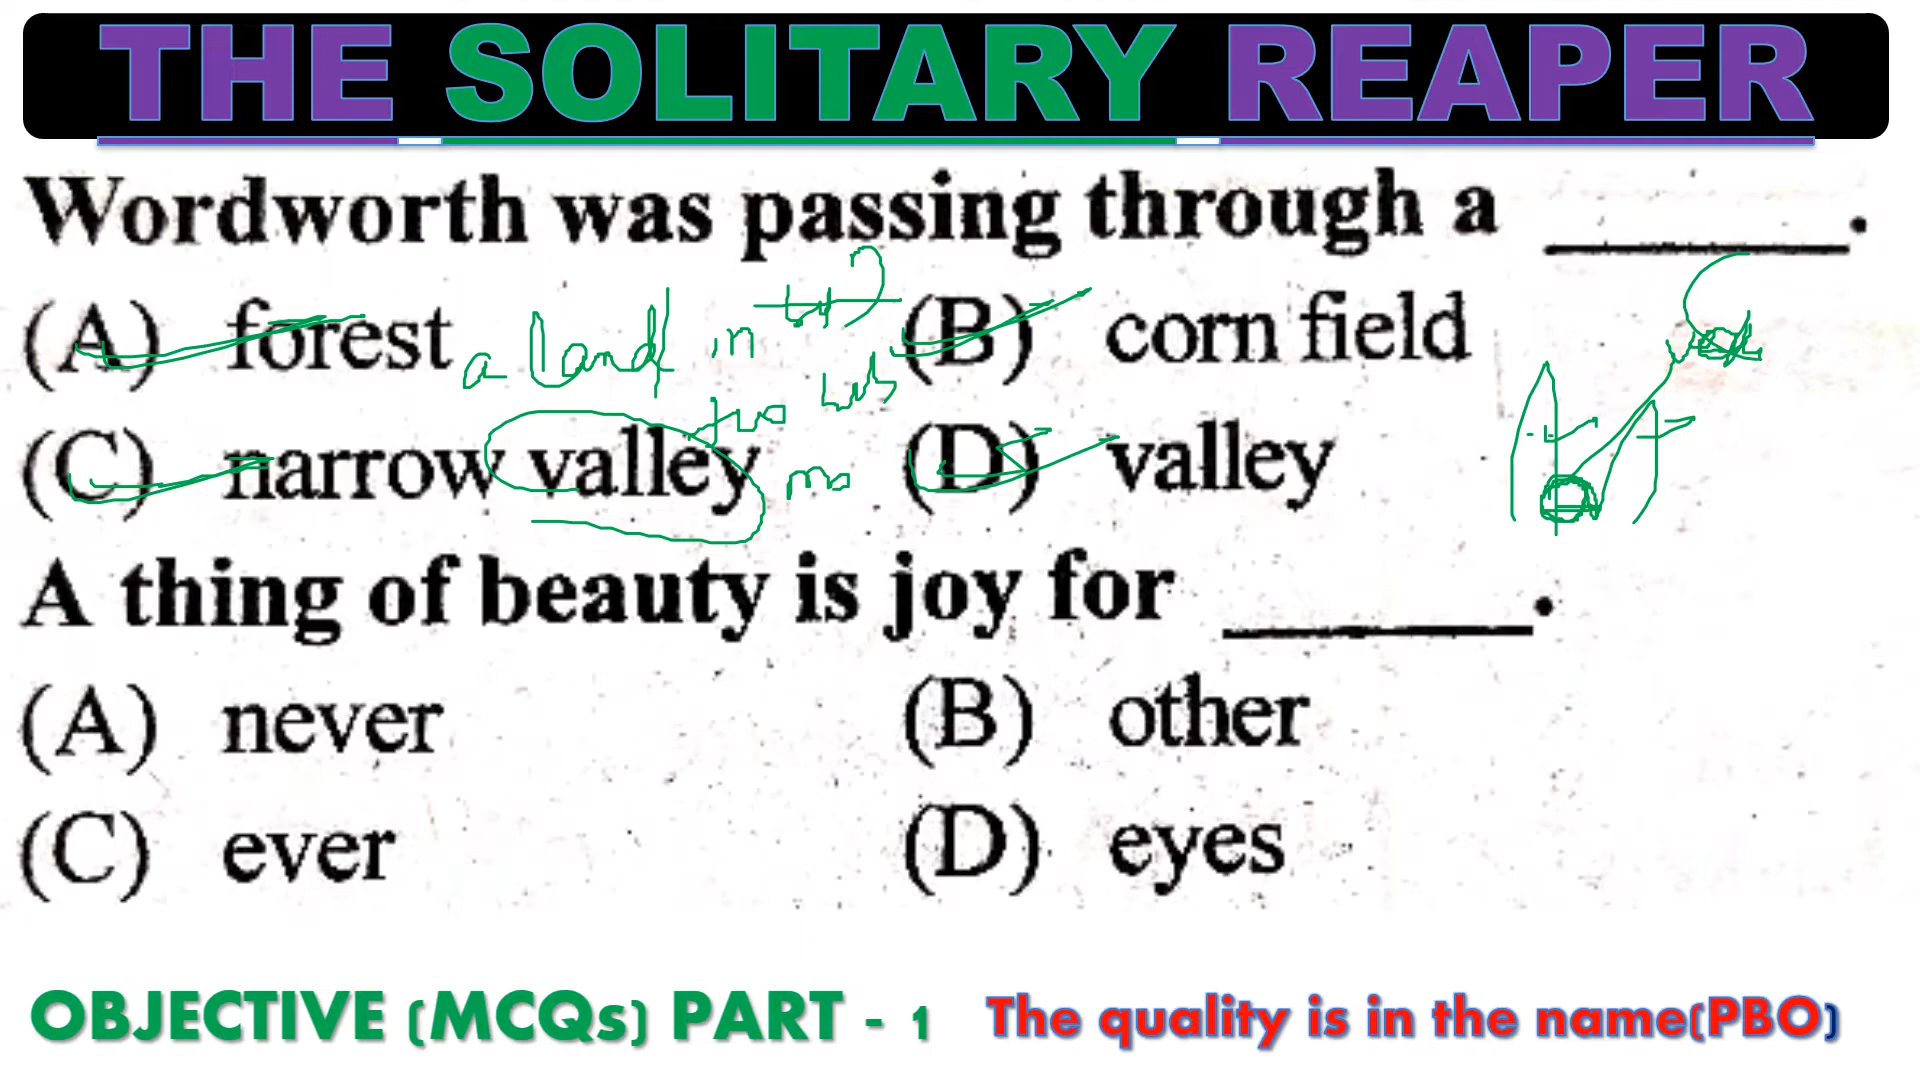 THE SOLITARY REAPER
Wordworth was passing through a ______.
(A) forest (B) corn field
a land in
two
(C) narrow valley (D) valley
A thing of beauty is joy for ______.
(A) never (B) other
(C) ever (D) eyes
OBJECTIVE (MCQs) PART - 1 The quality is in the name(PBO)